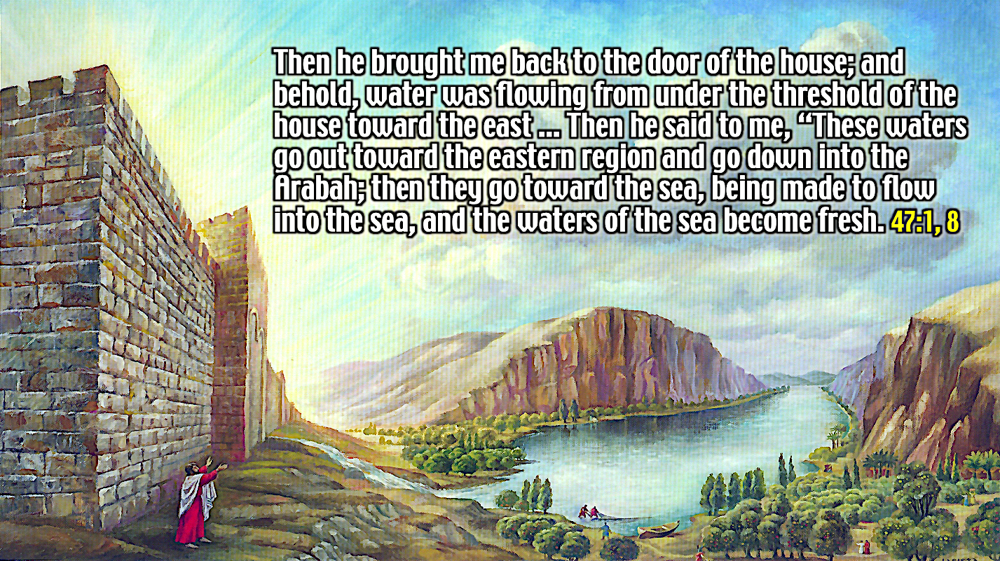 Then he brought me back to the door of the house; and
behold, water was flowing from under the threshold of the
house toward the east ... Then he said to me, “These waters
go out toward the eastern region and go down into the
Arabah; then they go toward the sea, being made to flow
into the sea, and the waters of the sea become fresh. 47:1, 8